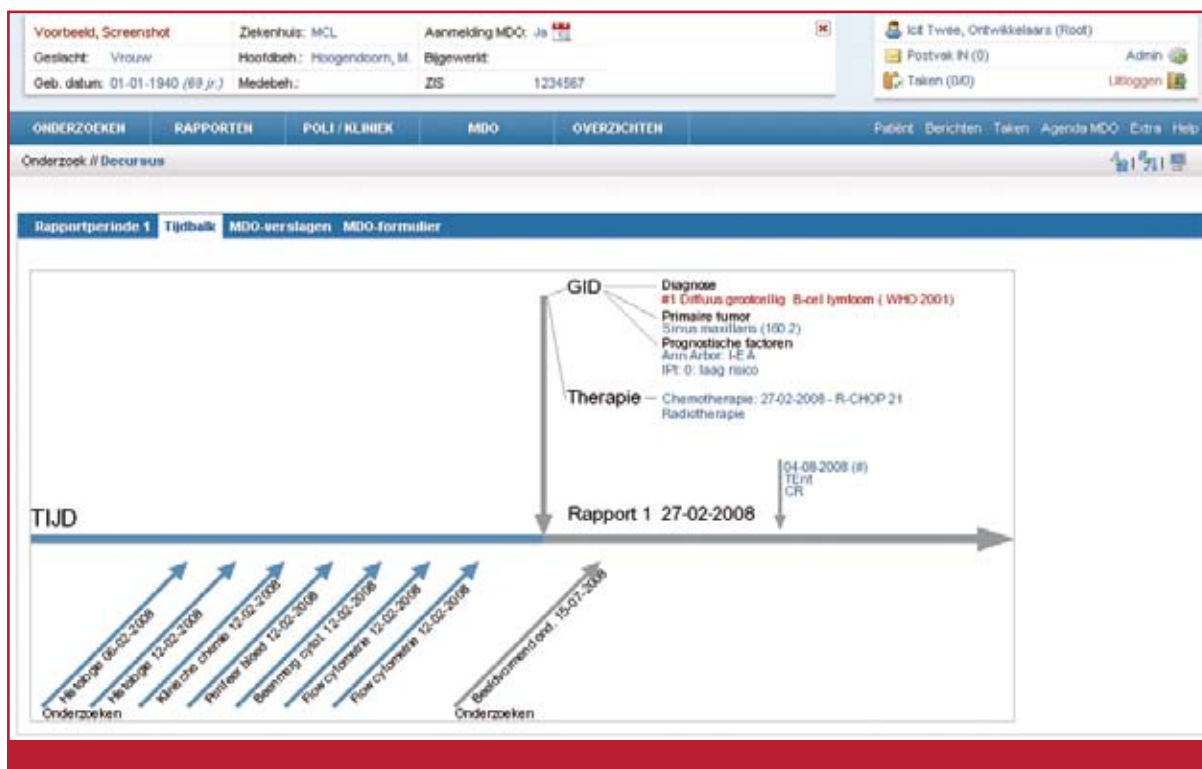 Voorbeeld, Screenshot Ziekenhuis: MCL Aanmelding MDO: Ja
Geslacht: Vrouw Hoofdbeh.: Hoogendoorn, M. Bijgewerkt:
Geb. datum: 01-01-1940 (69 jr.) Medebeh.: ZIS 1234567
Ict Twee, Ontwikkelaars (Root)
Postvak IN (0) Admin
Taken (0/0) Uitloggen
ONDERZOEKEN RAPPORTEN POLI / KLINIEK MDO OVERZICHTEN Patiënt Berichten Taken Agenda MDO Extra Help
Onderzoek // Decursus
Rapportperiode 1 Tijdbalk MDO-verslagen MDO-formulier
GID
Diagnose
#1 Diffuus grootcellig B-cel lymfoom ( WHO 2001)
Primaire tumor
Sinus maxillaris (160.2)
Prognostische factoren
Ann Arbor: I-E A
IPI: 0: laag risico
Therapie
Chemotherapie: 27-02-2008 - R-CHOP 21
Radiotherapie
04-08-2008 (#)
TEnt
CR
TIJD
Rapport 1 27-02-2008
Histologie 06-02-2008
Histologie 12-02-2008
Klinische chemie 12-02-2008
Perifeer bloed 12-02-2008
Beenmerg cytol. 12-02-2008
Flow cytometrie 12-02-2008
Flow cytometrie 12-02-2008
Beeldvormend ond. 15-07-2008
Onderzoeken
Onderzoeken